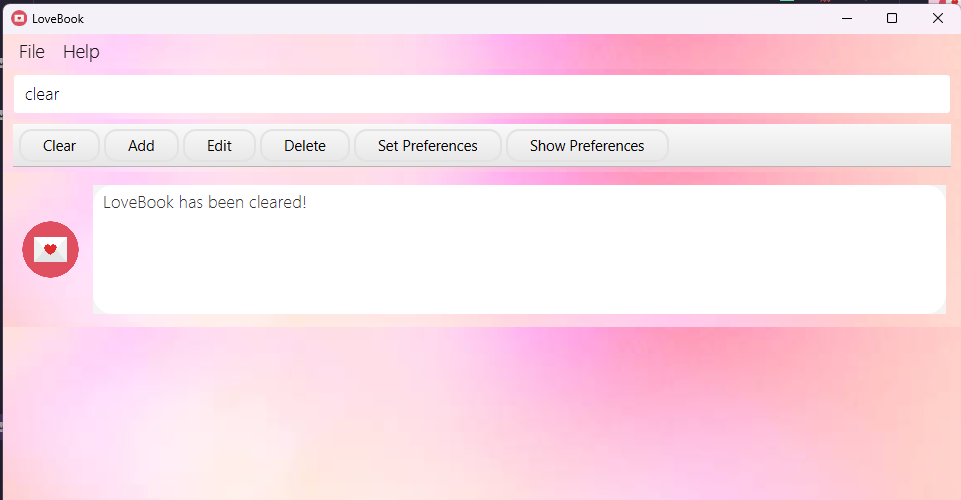 LoveBook
File Help
clear
Clear Add Edit Delete Set Preferences Show Preferences
LoveBook has been cleared!